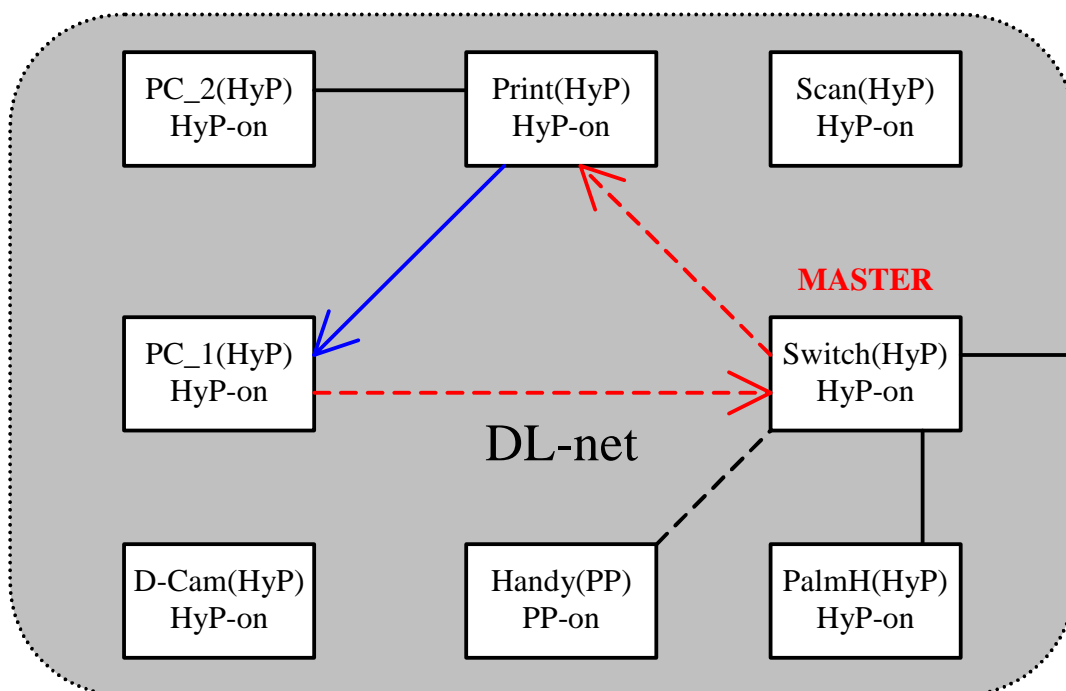 PC_2(HyP)
HyP-on
Print(HyP)
HyP-on
Scan(HyP)
HyP-on
MASTER
PC_1(HyP)
HyP-on
Switch(HyP)
HyP-on
DL-net
D-Cam(HyP)
HyP-on
Handy(PP)
PP-on
PalmH(HyP)
HyP-on